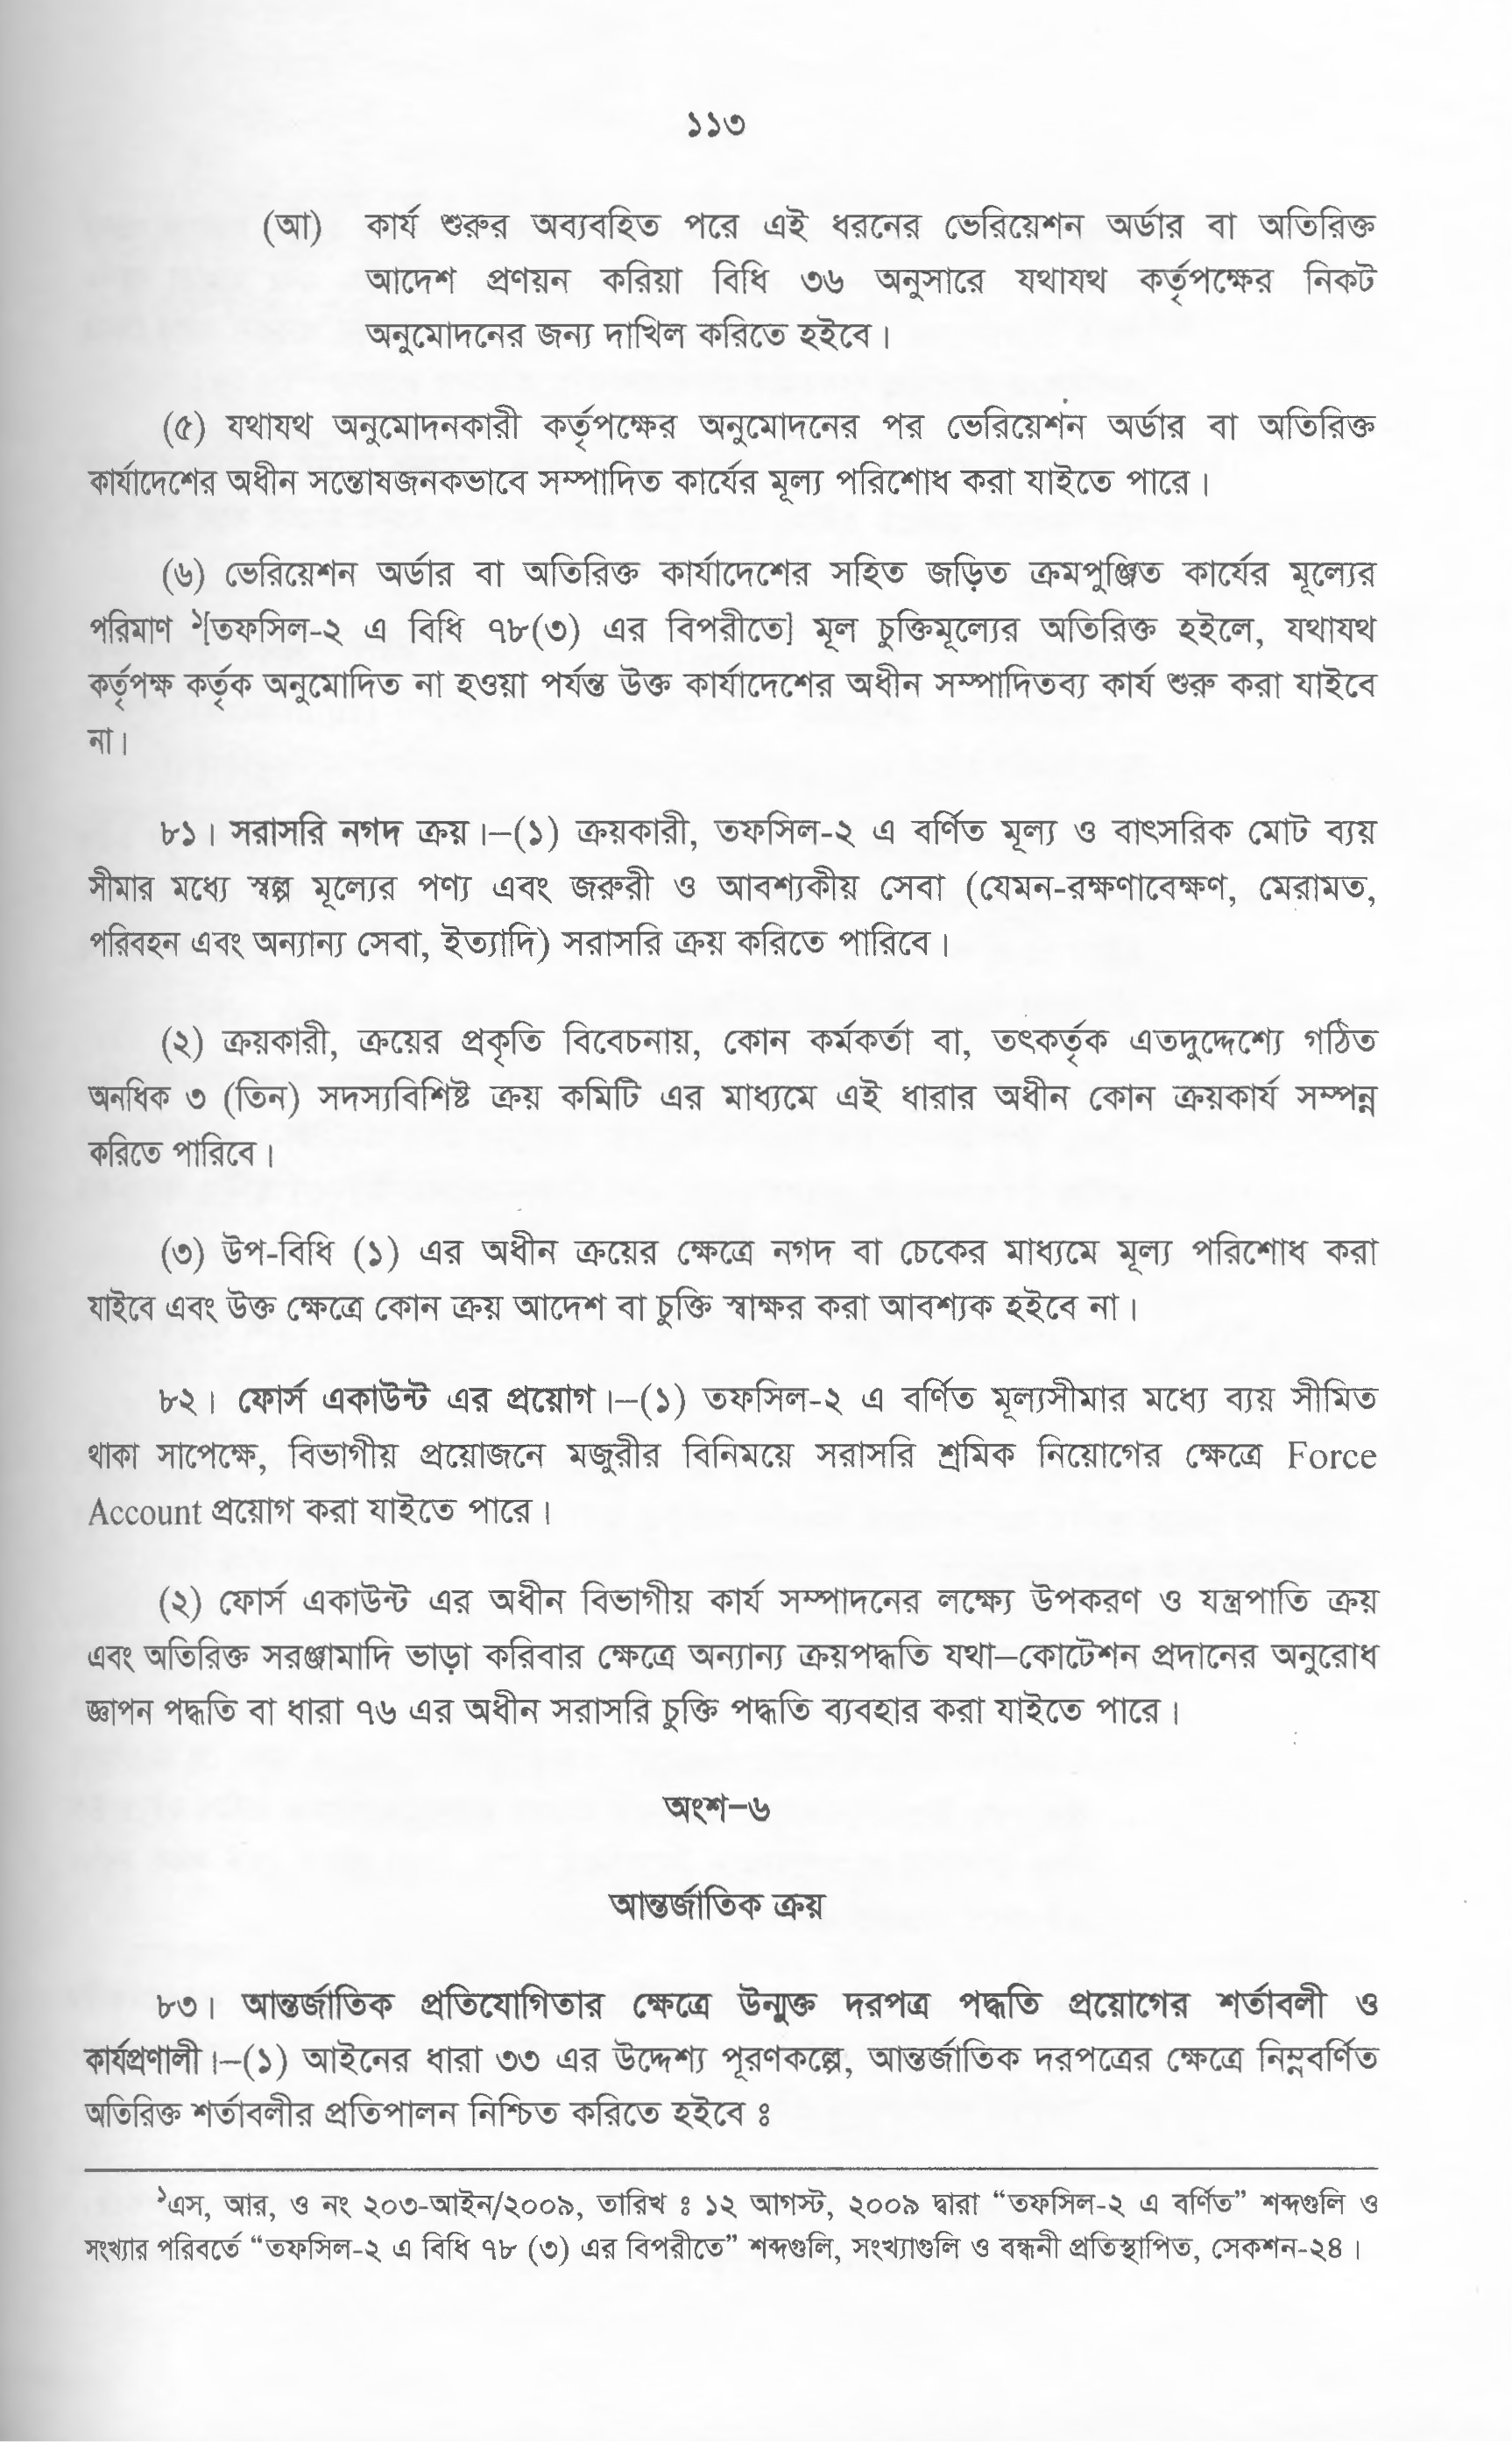 ১১৩
(আ) কার্য শুরুর অব্যবহিত পরে এই ধরনের ভেরিয়েশন অর্ডার বা অতিরিক্ত
আদেশ প্রণয়ন করিয়া বিধি ৩৬ অনুসারে যথাযথ কর্তৃপক্ষের নিকট
অনুমোদনের জন্য দাখিল করিতে হইবে।
(৫) যথাযথ অনুমোদনকারী কর্তৃপক্ষের অনুমোদনের পর ভেরিয়েশন অর্ডার বা অতিরিক্ত
কার্যাদেশের অধীন সন্তোষজনকভাবে সম্পাদিত কার্যের মূল্য পরিশোধ করা যাইতে পারে।
(৬) ভেরিয়েশন অর্ডার বা অতিরিক্ত কার্যাদেশের সহিত জড়িত ক্রমপুঞ্জিত কার্যের মূল্যের
পরিমাণ ১[তফসিল-২ এ বিধি ৭৮(৩) এর বিপরীতে] মূল চুক্তিমূল্যের অতিরিক্ত হইলে, যথাযথ
কর্তৃপক্ষ কর্তৃক অনুমোদিত না হওয়া পর্যন্ত উক্ত কার্যাদেশের অধীন সম্পাদিতব্য কার্য শুরু করা যাইবে
না।
৮১। সরাসরি নগদ ক্রয়।–(১) ক্রয়কারী, তফসিল-২ এ বর্ণিত মূল্য ও বাৎসরিক মোট ব্যয়
সীমার মধ্যে স্বল্প মূল্যের পণ্য এবং জরুরী ও আবশ্যকীয় সেবা (যেমন-রক্ষণাবেক্ষণ, মেরামত,
পরিবহন এবং অন্যান্য সেবা, ইত্যাদি) সরাসরি ক্রয় করিতে পারিবে।
(২) ক্রয়কারী, ক্রয়ের প্রকৃতি বিবেচনায়, কোন কর্মকর্তা বা, তৎকর্তৃক এতদুদ্দেশ্যে গঠিত
অনধিক ৩ (তিন) সদস্যবিশিষ্ট ক্রয় কমিটি এর মাধ্যমে এই ধারার অধীন কোন ক্রয়কার্য সম্পন্ন
করিতে পারিবে।
(৩) উপ-বিধি (১) এর অধীন ক্রয়ের ক্ষেত্রে নগদ বা চেকের মাধ্যমে মূল্য পরিশোধ করা
যাইবে এবং উক্ত ক্ষেত্রে কোন ক্রয় আদেশ বা চুক্তি স্বাক্ষর করা আবশ্যক হইবে না।
৮২। ফোর্স একাউন্ট এর প্রয়োগ।–(১) তফসিল-২ এ বর্ণিত মূল্যসীমার মধ্যে ব্যয় সীমিত
থাকা সাপেক্ষে, বিভাগীয় প্রয়োজনে মজুরীর বিনিময়ে সরাসরি শ্রমিক নিয়োগের ক্ষেত্রে Force
Account প্রয়োগ করা যাইতে পারে।
(২) ফোর্স একাউন্ট এর অধীন বিভাগীয় কার্য সম্পাদনের লক্ষ্যে উপকরণ ও যন্ত্রপাতি ক্রয়
এবং অতিরিক্ত সরঞ্জামাদি ভাড়া করিবার ক্ষেত্রে অন্যান্য ক্রয়পদ্ধতি যথা–কোটেশন প্রদানের অনুরোধ
জ্ঞাপন পদ্ধতি বা ধারা ৭৬ এর অধীন সরাসরি চুক্তি পদ্ধতি ব্যবহার করা যাইতে পারে।
অংশ–৬
আন্তর্জাতিক ক্রয়
৮৩। আন্তর্জাতিক প্রতিযোগিতার ক্ষেত্রে উন্মুক্ত দরপত্র পদ্ধতি প্রয়োগের শর্তাবলী ও
কার্যপ্রণালী।–(১) আইনের ধারা ৩৩ এর উদ্দেশ্য পূরণকল্পে, আন্তর্জাতিক দরপত্রের ক্ষেত্রে নিম্নবর্ণিত
অতিরিক্ত শর্তাবলীর প্রতিপালন নিশ্চিত করিতে হইবে ঃ
১এস, আর, ও নং ২০৩-আইন/২০০৯, তারিখ ঃ ১২ আগস্ট, ২০০৯ দ্বারা “তফসিল-২ এ বর্ণিত” শব্দগুলি ও
সংখ্যার পরিবর্তে “তফসিল-২ এ বিধি ৭৮ (৩) এর বিপরীতে” শব্দগুলি, সংখ্যাগুলি ও বন্ধনী প্রতিস্থাপিত, সেকশন-২৪।